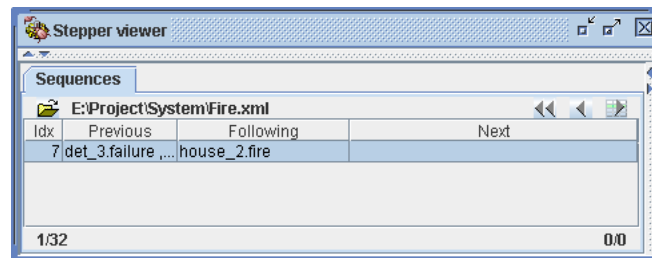 Stepper viewer
Sequences
E:\Project\System\Fire.xml
Idx Previous Following Next
7 det_3.failure ,... house_2.fire
1/32 0/0